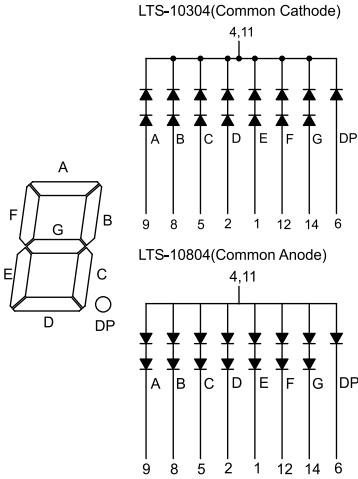 LTS-10304(Common Cathode)
4,11
A B C D E F G DP
9 8 5 2 1 12 14 6
A
F B
G
E C
D DP
LTS-10804(Common Anode)
4,11
A B C D E F G DP
9 8 5 2 1 12 14 6